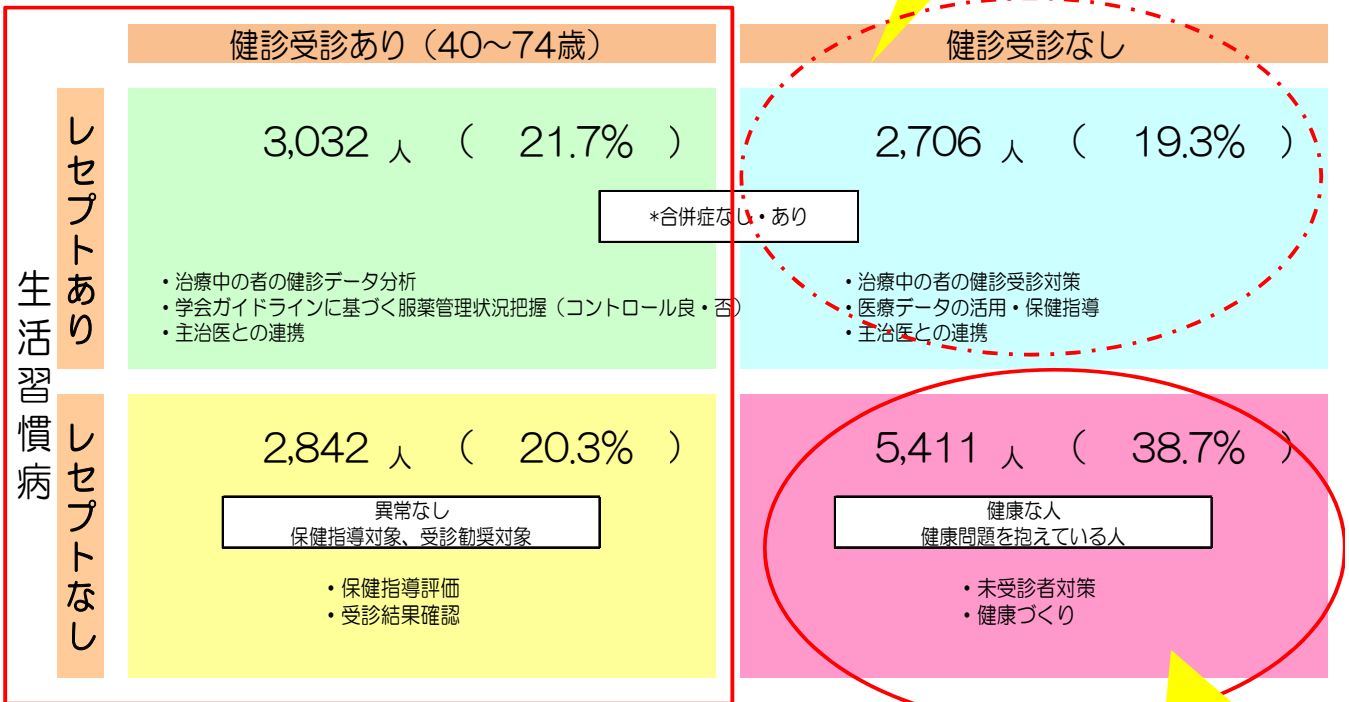 健診受診あり（40～74歳）
健診受診なし
生活習慣病
レセプトあり
3,032 人 （ 21.7% ）
2,706 人 （ 19.3% ）
*合併症なし・あり
・治療中の者の健診データ分析
・学会ガイドラインに基づく服薬管理状況把握（コントロール良・否）
・主治医との連携
・治療中の者の健診受診対策
・医療データの活用・保健指導
・主治医との連携
レセプトなし
2,842 人 （ 20.3% ）
異常なし
保健指導対象、受診勧奨対象
・保健指導評価
・受診結果確認
5,411 人 （ 38.7% ）
健康な人
健康問題を抱えている人
・未受診者対策
・健康づくり